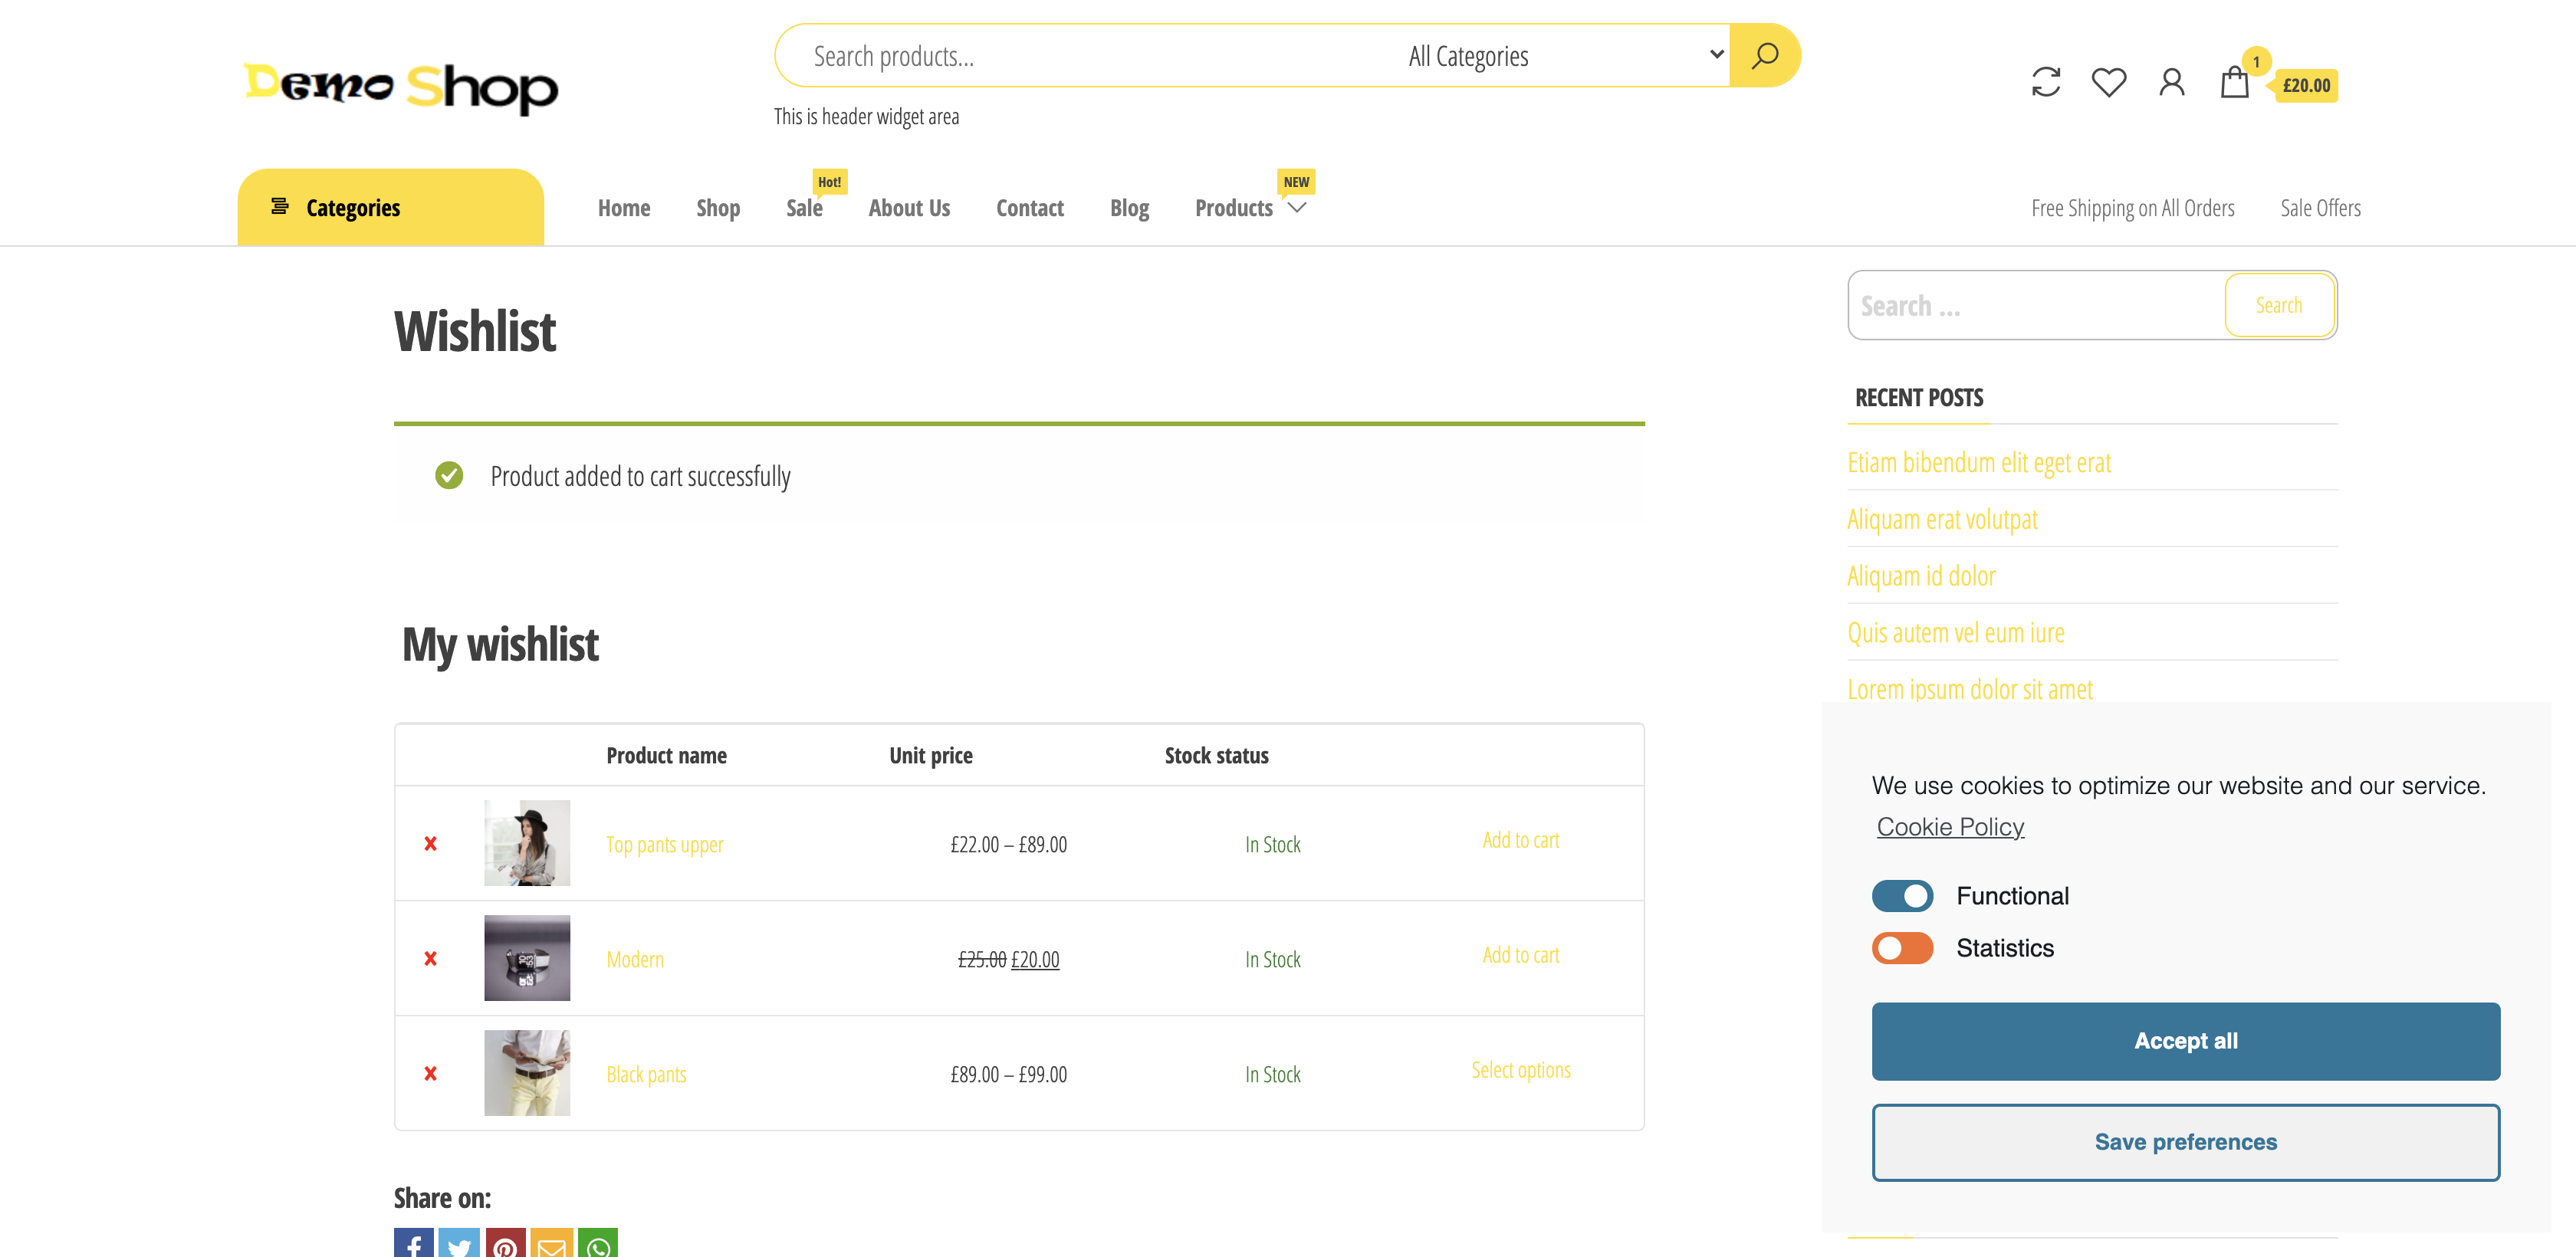 Demo Shop
Search products...
All Categories
This is header widget area
1
£20.00
Categories
Home
Shop
Sale
Hot!
About Us
Contact
Blog
Products
NEW
Free Shipping on All Orders
Sale Offers
Wishlist
Product added to cart successfully
My wishlist
Product name Unit price Stock status
Top pants upper £22.00 – £89.00 In Stock Add to cart
Modern £25.00 £20.00 In Stock Add to cart
Black pants £89.00 – £99.00 In Stock Select options
Share on:
Search ...
Search
RECENT POSTS
Etiam bibendum elit eget erat
Aliquam erat volutpat
Aliquam id dolor
Quis autem vel eum iure
Lorem ipsum dolor sit amet
We use cookies to optimize our website and our service.
Cookie Policy
Functional
Statistics
Accept all
Save preferences